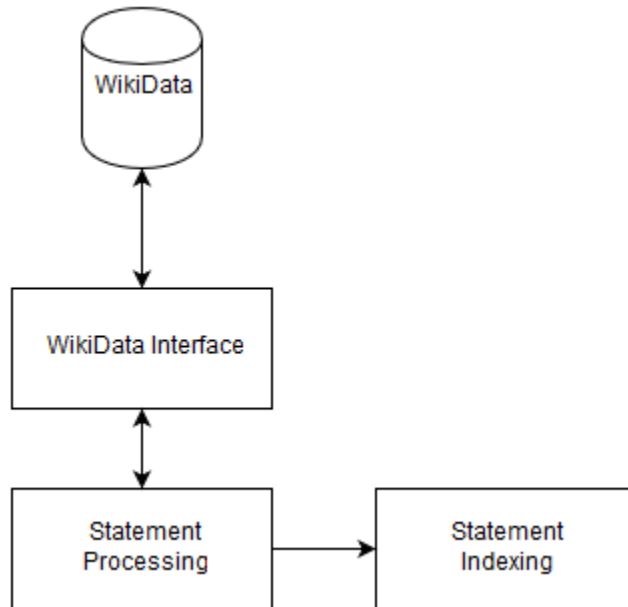 WikiData
WikiData Interface
Statement
Processing
Statement
Indexing